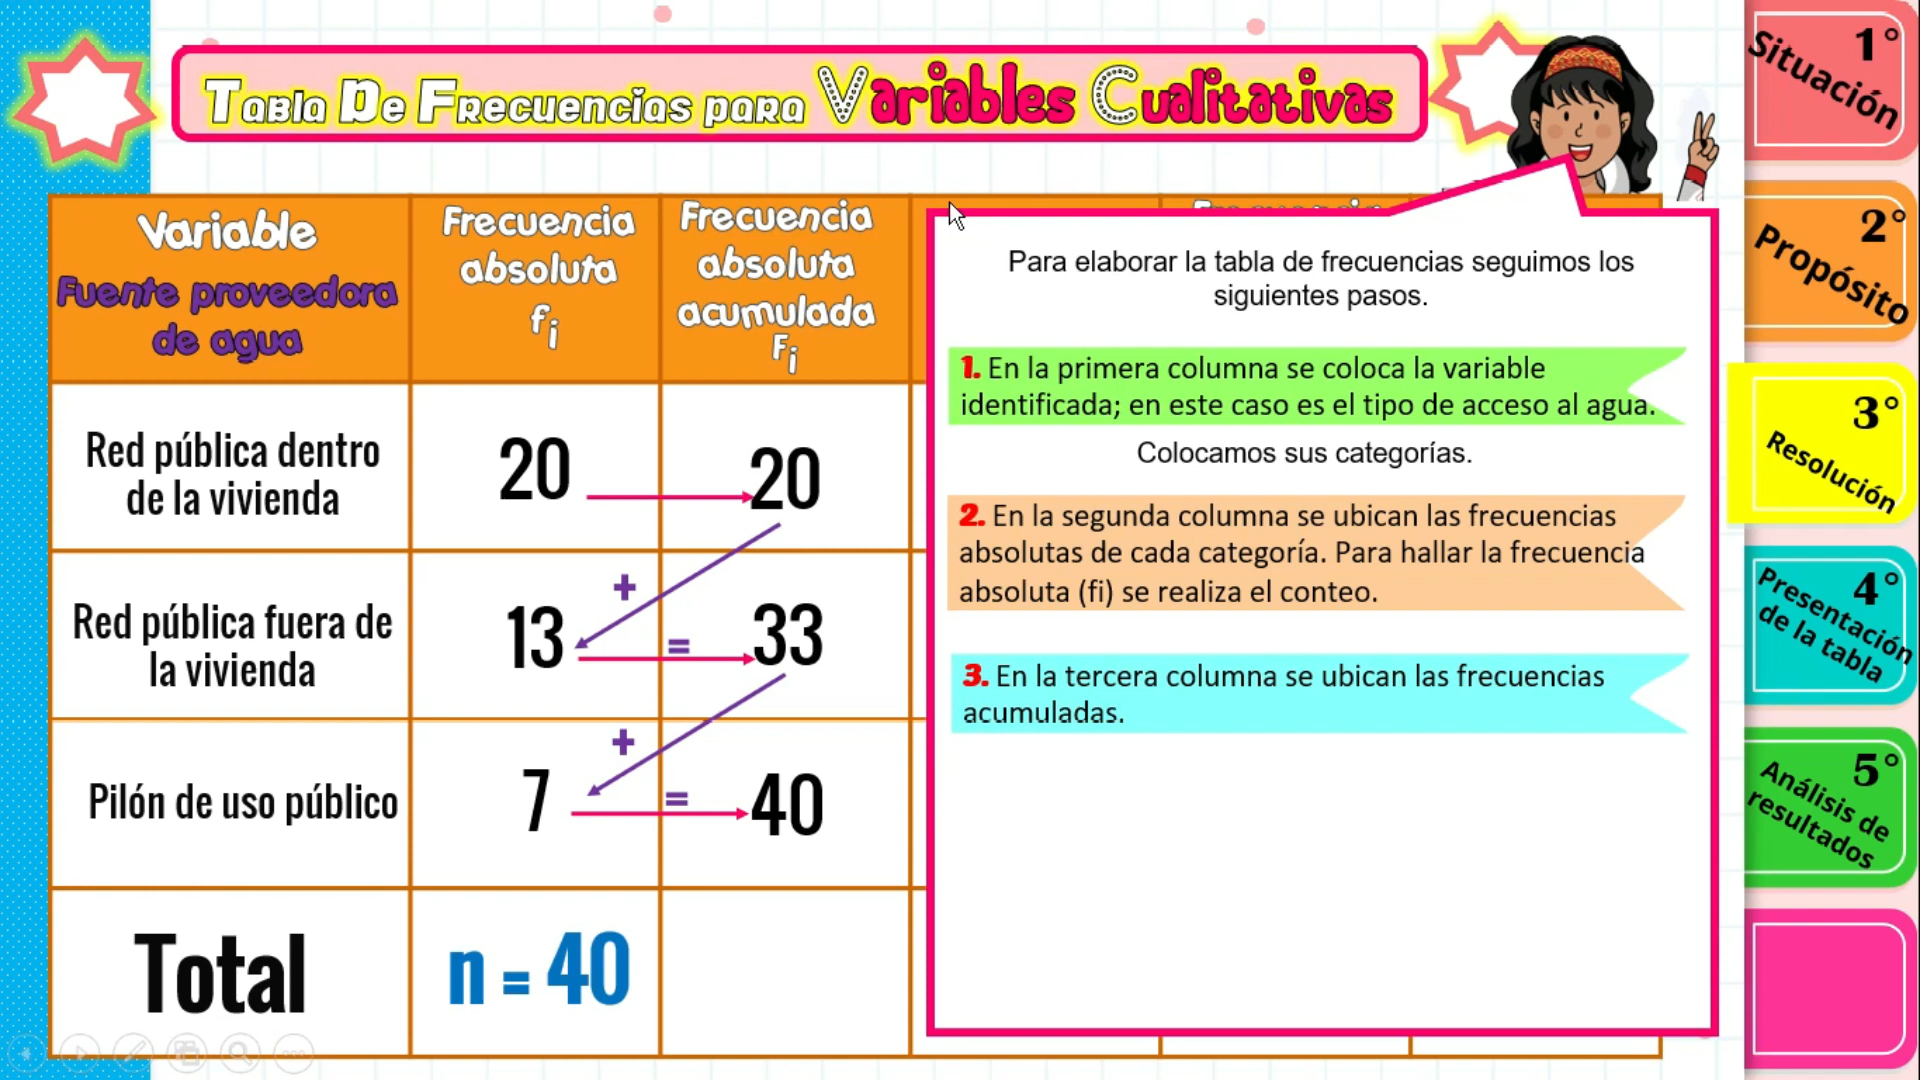 Tabla De Frecuencias para Variables Cualitativas
Variable
Fuente proveedora
de agua
Frecuencia
absoluta
fi
Frecuencia
absoluta
acumulada
Fi
Red pública dentro
de la vivienda
20
20
Red pública fuera de
la vivienda
13
+
=
33
Pilón de uso público
7
+
=
40
Total
n = 40
Para elaborar la tabla de frecuencias seguimos los
siguientes pasos.
1. En la primera columna se coloca la variable
identificada; en este caso es el tipo de acceso al agua.
Colocamos sus categorías.
2. En la segunda columna se ubican las frecuencias
absolutas de cada categoría. Para hallar la frecuencia
absoluta (fi) se realiza el conteo.
3. En la tercera columna se ubican las frecuencias
acumuladas.
1°
Situación
2°
Propósito
3°
Resolución
4°
Presentación
de la tabla
5°
Análisis de
resultados